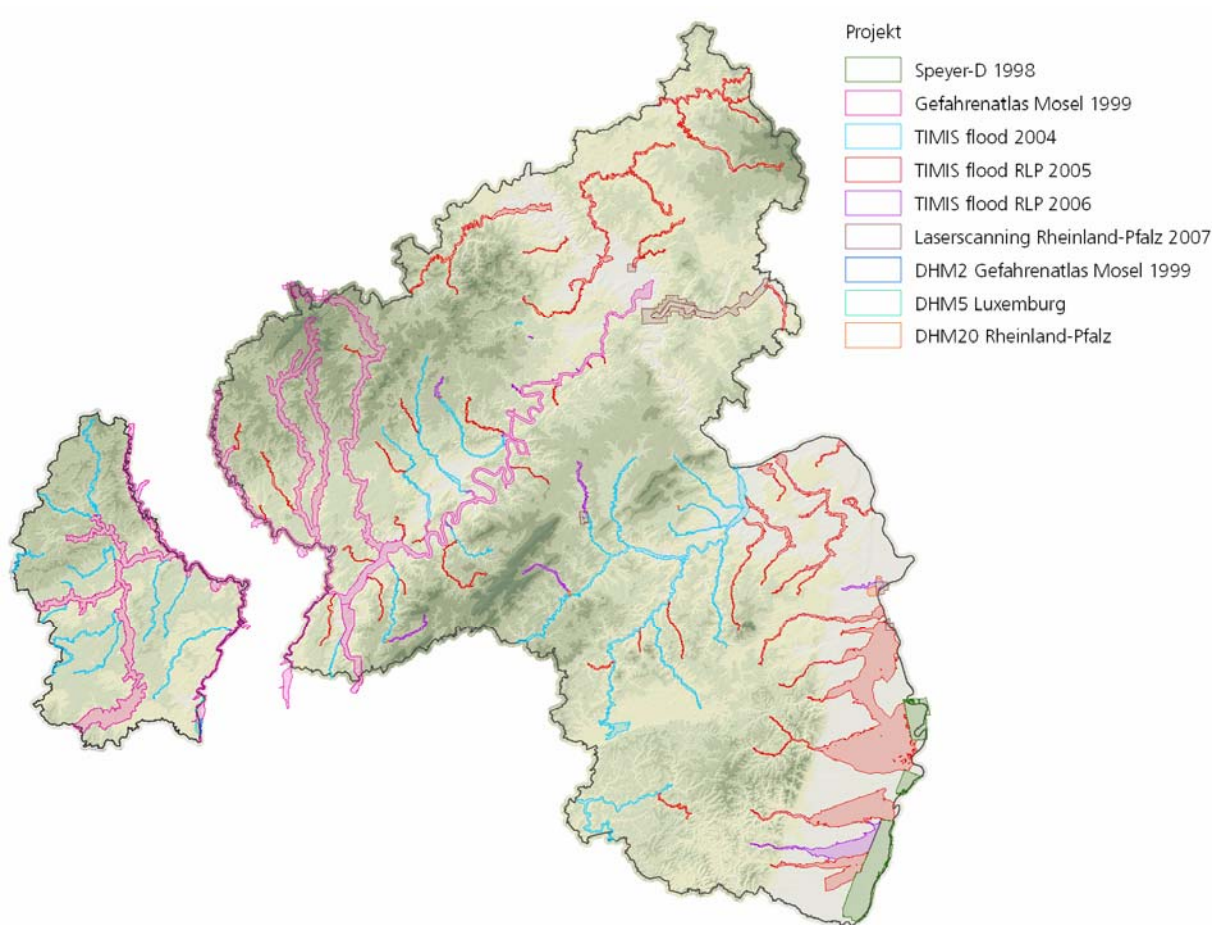 Projekt
Speyer-D 1998
Gefahrenatlas Mosel 1999
TIMIS flood 2004
TIMIS flood RLP 2005
TIMIS flood RLP 2006
Laserscanning Rheinland-Pfalz 2007
DHM2 Gefahrenatlas Mosel 1999
DHM5 Luxemburg
DHM20 Rheinland-Pfalz